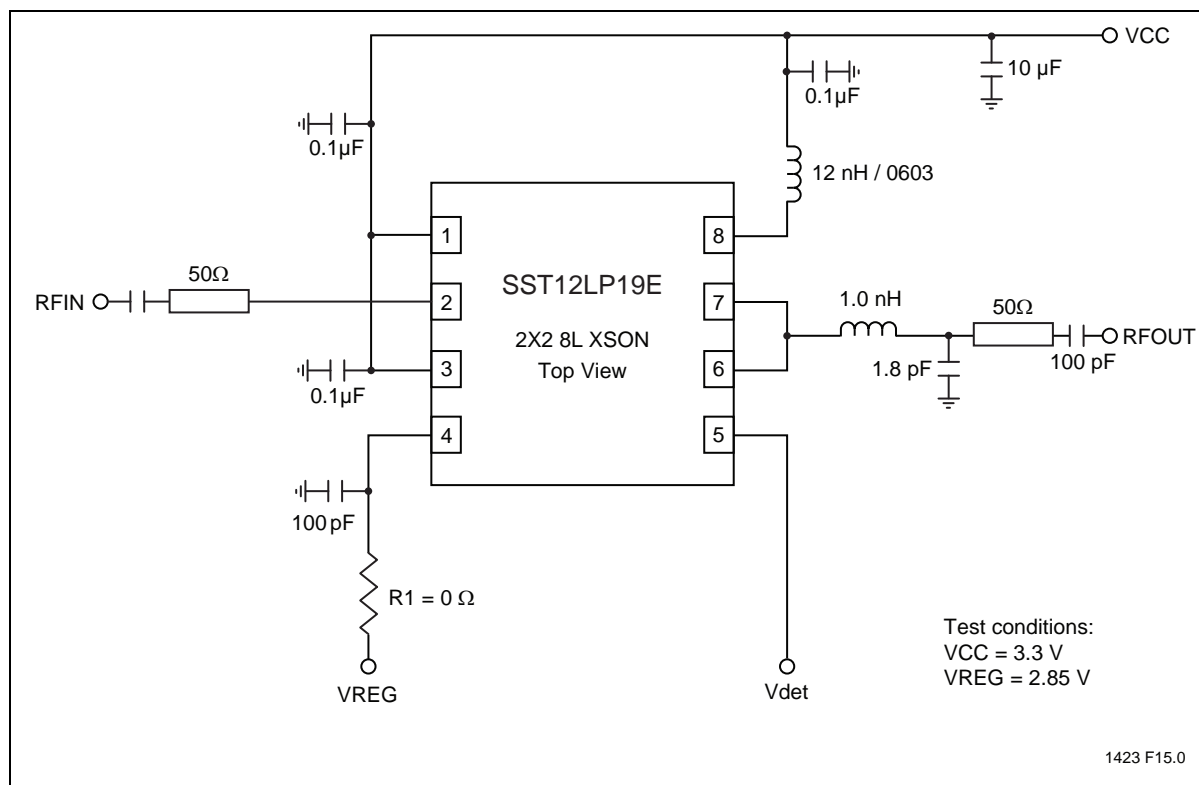 VCC
10 µF
0.1µF
0.1µF
12 nH / 0603
1
8
50Ω
SST12LP19E
RFIN
2
7
1.0 nH
50Ω
2X2 8L XSON
RFOUT
Top View
3
6
0.1µF
1.8 pF
100 pF
4
5
100 pF
R1 = 0 Ω
Test conditions:
VCC = 3.3 V
VREG = 2.85 V
VREG
Vdet
1423 F15.0